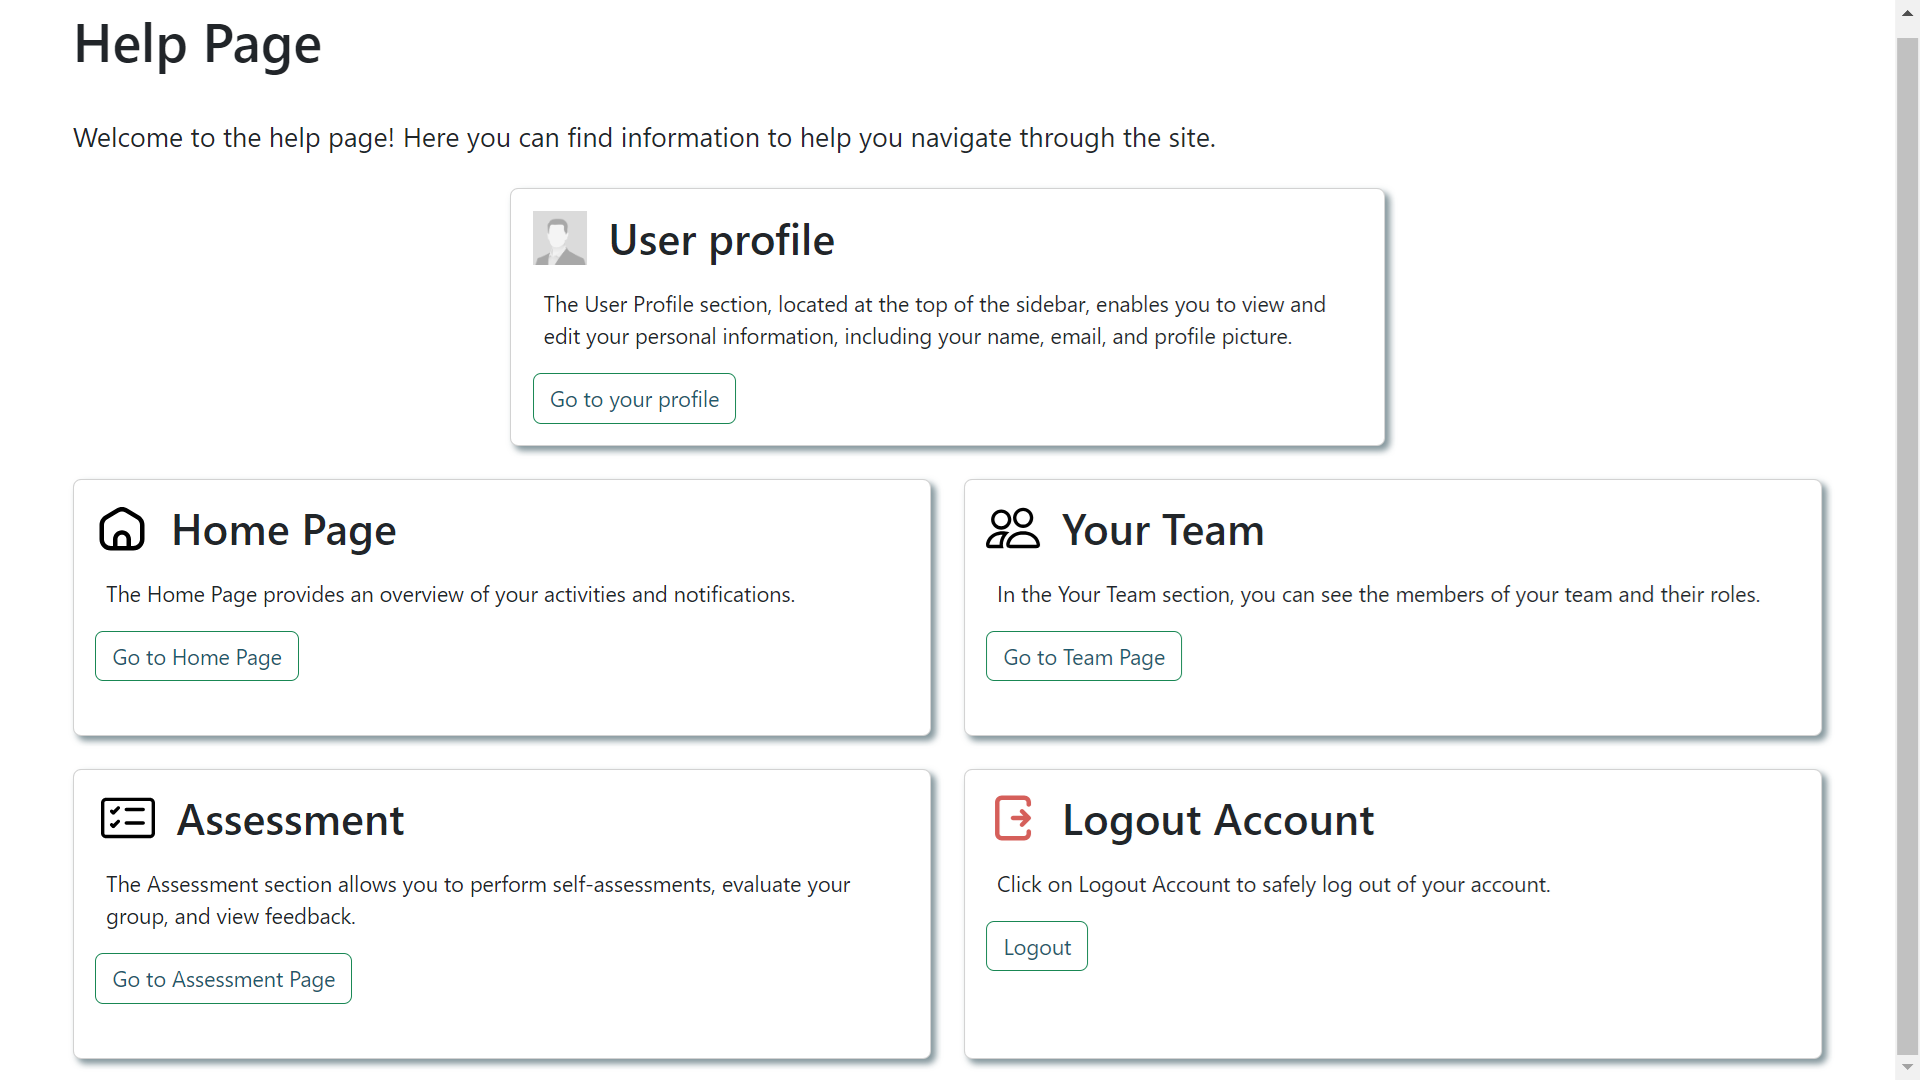 Help Page
Welcome to the help page! Here you can find information to help you navigate through the site.
User profile
The User Profile section, located at the top of the sidebar, enables you to view and
edit your personal information, including your name, email, and profile picture.
Go to your profile
Home Page
The Home Page provides an overview of your activities and notifications.
Go to Home Page
Your Team
In the Your Team section, you can see the members of your team and their roles.
Go to Team Page
Assessment
The Assessment section allows you to perform self-assessments, evaluate your
group, and view feedback.
Go to Assessment Page
Logout Account
Click on Logout Account to safely log out of your account.
Logout